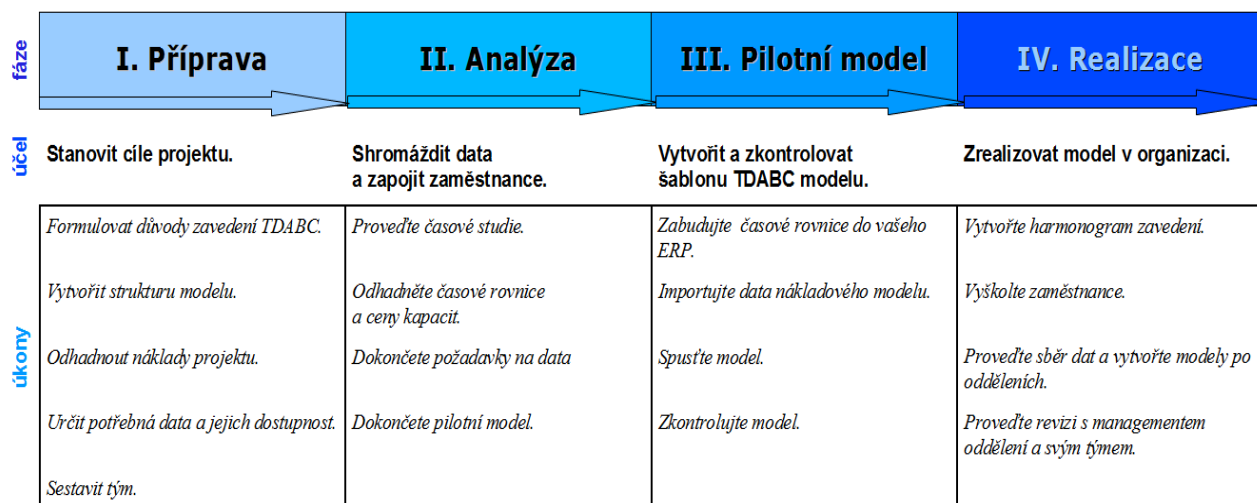 fáze
I. Příprava
II. Analýza
III. Pilotní model
IV. Realizace
účel
Stanovit cíle projektu.
Shromáždit data
a zapojit zaměstnance.
Vytvořit a zkontrolovat
šablonu TDABC modelu.
Zrealizovat model v organizaci.
úkony
Formulovat důvody zavedení TDABC.
Vytvořit strukturu modelu.
Odhadnout náklady projektu.
Určit potřebná data a jejich dostupnost.
Sestavit tým.
Proveďte časové studie.
Odhadněte časové rovnice
a ceny kapacit.
Dokončete požadavky na data
Dokončete pilotní model.
Zabudujte časové rovnice do vašeho
ERP.
Importujte data nákladového modelu.
Spusťte model.
Zkontrolujte model.
Vytvořte harmonogram zavedení.
Vyškolte zaměstnance.
Proveďte sběr dat a vytvořte modely po
odděleních.
Proveďte revizi s managementem
oddělení a svým týmem.